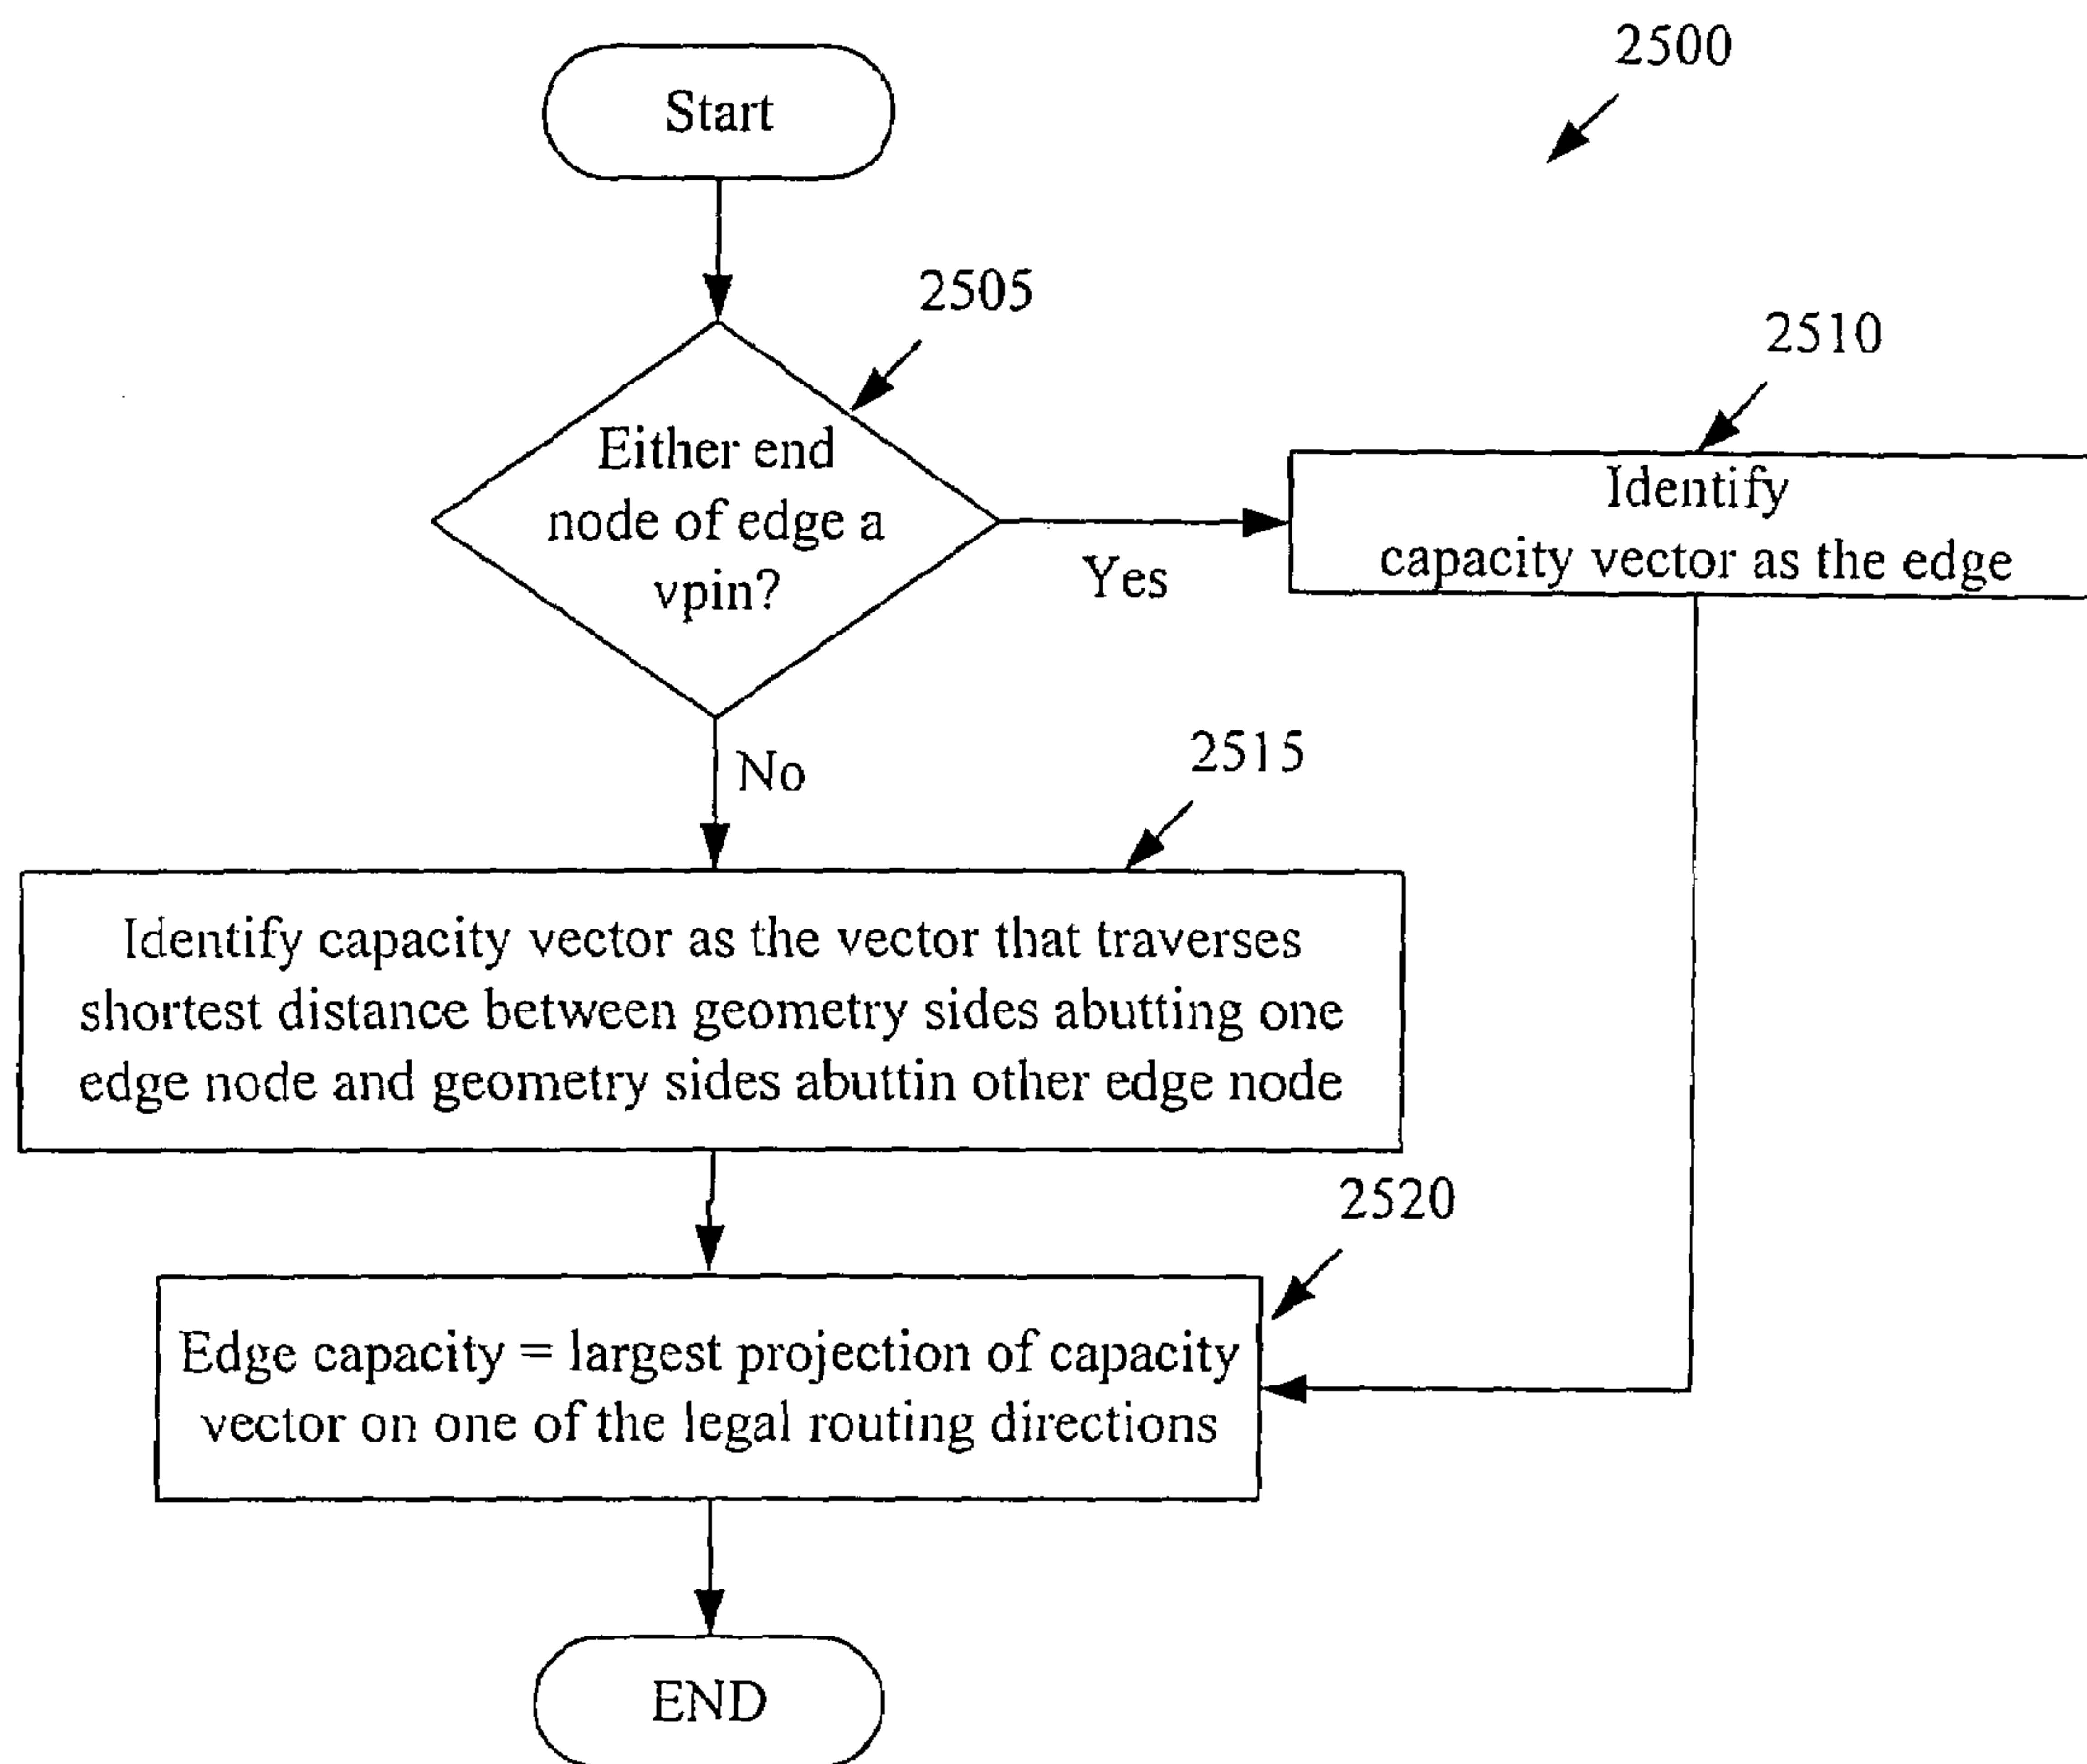 2500
Start
2505
Either end
node of edge a
vpin?
2510
Identify
capacity vector as the edge
Yes
No
2515
Identify capacity vector as the vector that traverses
shortest distance between geometry sides abutting one
edge node and geometry sides abuttin other edge node
2520
Edge capacity = largest projection of capacity
vector on one of the legal routing directions
END